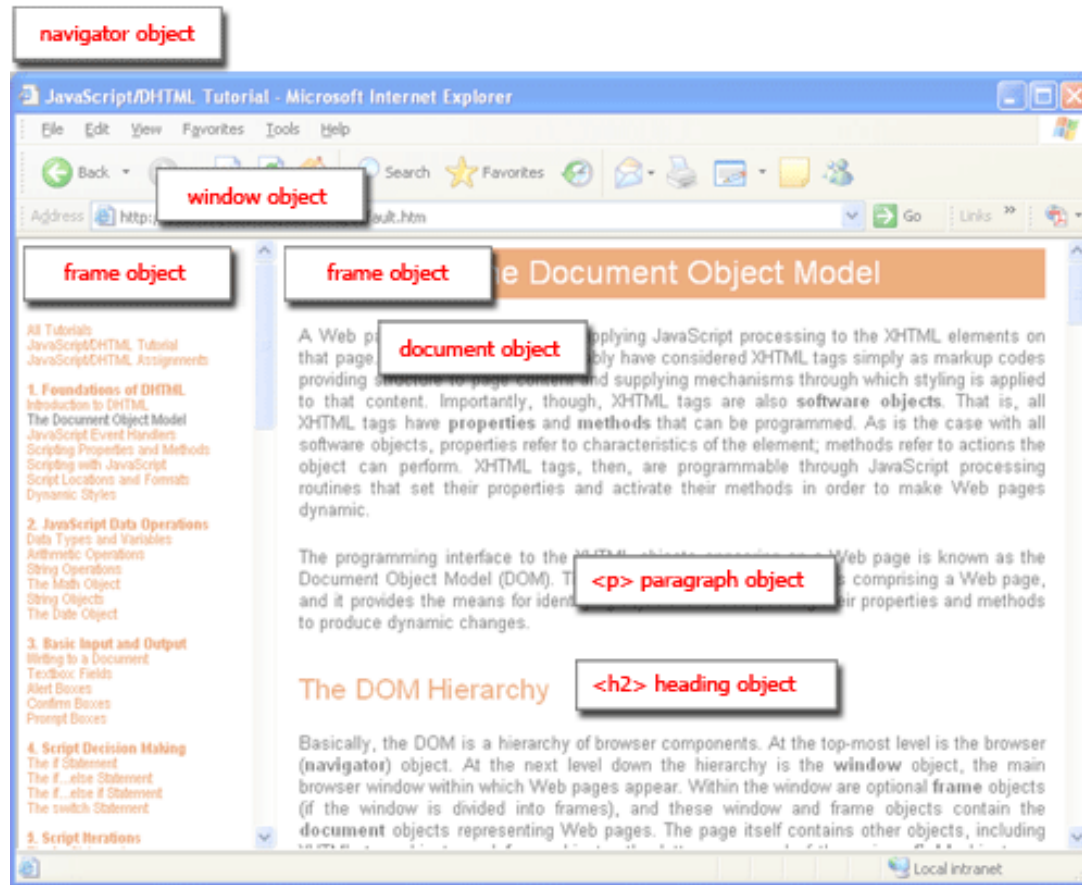 navigator object
JavaScript/DHTML Tutorial - Microsoft Internet Explorer
File Edit View Favorites Tools Help
Back Search Favorites
window object
Address http: ault.htm Go Links »
frame object
frame object
e Document Object Model
All Tutorials
JavaScript/DHTML Tutorial
JavaScript/DHTML Assignments
1. Foundations of DHTML
Introduction to DHTML
The Document Object Model
JavaScript Event Handlers
Scripting Properties and Methods
Scripting with JavaScript
Script Locations and Formats
Dynamic Styles
2. JavaScript Data Operations
Data Types and Variables
Arithmetic Operations
String Operations
The Math Object
String Objects
The Date Object
3. Basic Input and Output
Writing to a Document
Textbox Fields
Alert Boxes
Confirm Boxes
Prompt Boxes
4. Script Decision Making
The if Statement
The if...else Statement
The if...else if Statement
The switch Statement
5. Script Iterations
A Web pa pplying JavaScript processing to the XHTML elements on
document object
that page. bly have considered XHTML tags simply as markup codes
providing structure to page content and supplying mechanisms through which styling is applied
to that content. Importantly, though, XHTML tags are also software objects. That is, all
XHTML tags have properties and methods that can be programmed. As is the case with all
software objects, properties refer to characteristics of the element; methods refer to actions the
object can perform. XHTML tags, then, are programmable through JavaScript processing
routines that set their properties and activate their methods in order to make Web pages
dynamic.
The programming interface to the XHTML objects appearing on a Web page is known as the
<p> paragraph object
Document Object Model (DOM). T s comprising a Web page,
and it provides the means for ident eir properties and methods
to produce dynamic changes.
The DOM Hierarchy
<h2> heading object
Basically, the DOM is a hierarchy of browser components. At the top-most level is the browser
(navigator) object. At the next level down the hierarchy is the window object, the main
browser window within which Web pages appear. Within the window are optional frame objects
(if the window is divided into frames), and these window and frame objects contain the
document objects representing Web pages. The page itself contains other objects, including
Local intranet